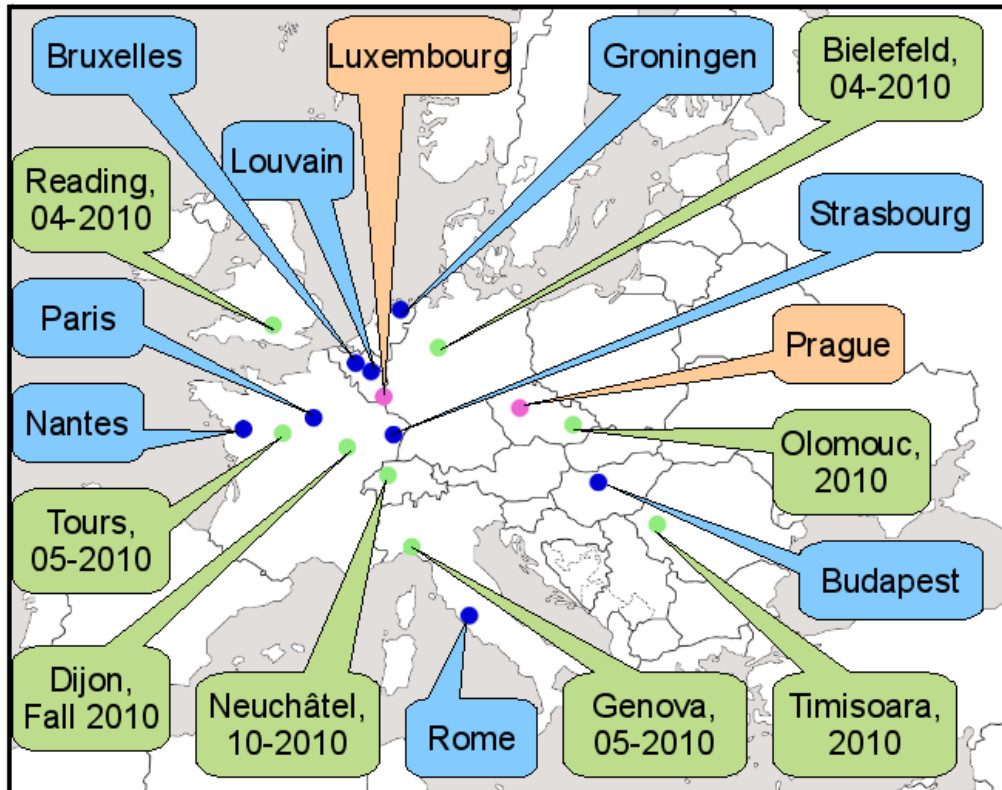 Bruxelles
Luxembourg
Groningen
Bielefeld,
04-2010
Louvain
Reading,
04-2010
Strasbourg
Paris
Prague
Nantes
Olomouc,
2010
Tours,
05-2010
Budapest
Dijon,
Fall 2010
Neuchâtel,
10-2010
Rome
Genova,
05-2010
Timisoara,
2010